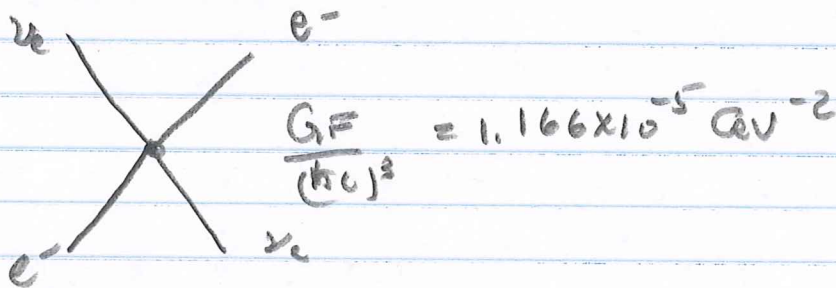 νe e⁻
GF/(ħc)³ = 1.166×10⁻⁵ GeV⁻²
e⁻ νe